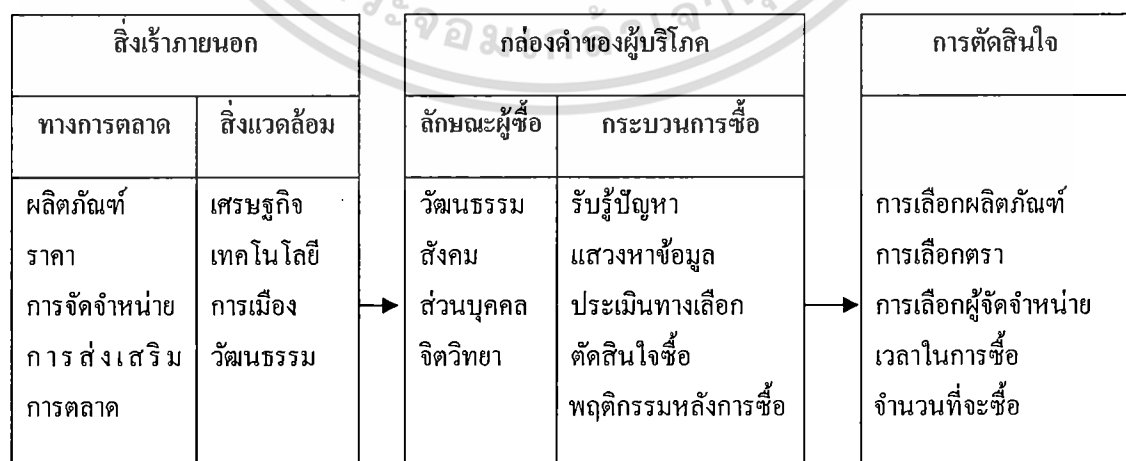 สิ่งเร้าภายนอก
ทางการตลาด สิ่งแวดล้อม
ผลิตภัณฑ์ เศรษฐกิจ
ราคา เทคโนโลยี
การจัดจำหน่าย การเมือง
การส่งเสริม วัฒนธรรม
การตลาด
กล่องดำของผู้บริโภค
ลักษณะผู้ซื้อ กระบวนการซื้อ
วัฒนธรรม รับรู้ปัญหา
สังคม แสวงหาข้อมูล
ส่วนบุคคล ประเมินทางเลือก
จิตวิทยา ตัดสินใจซื้อ
พฤติกรรมหลังการซื้อ
การตัดสินใจ
การเลือกผลิตภัณฑ์
การเลือกตรา
การเลือกผู้จัดจำหน่าย
เวลาในการซื้อ
จำนวนที่จะซื้อ